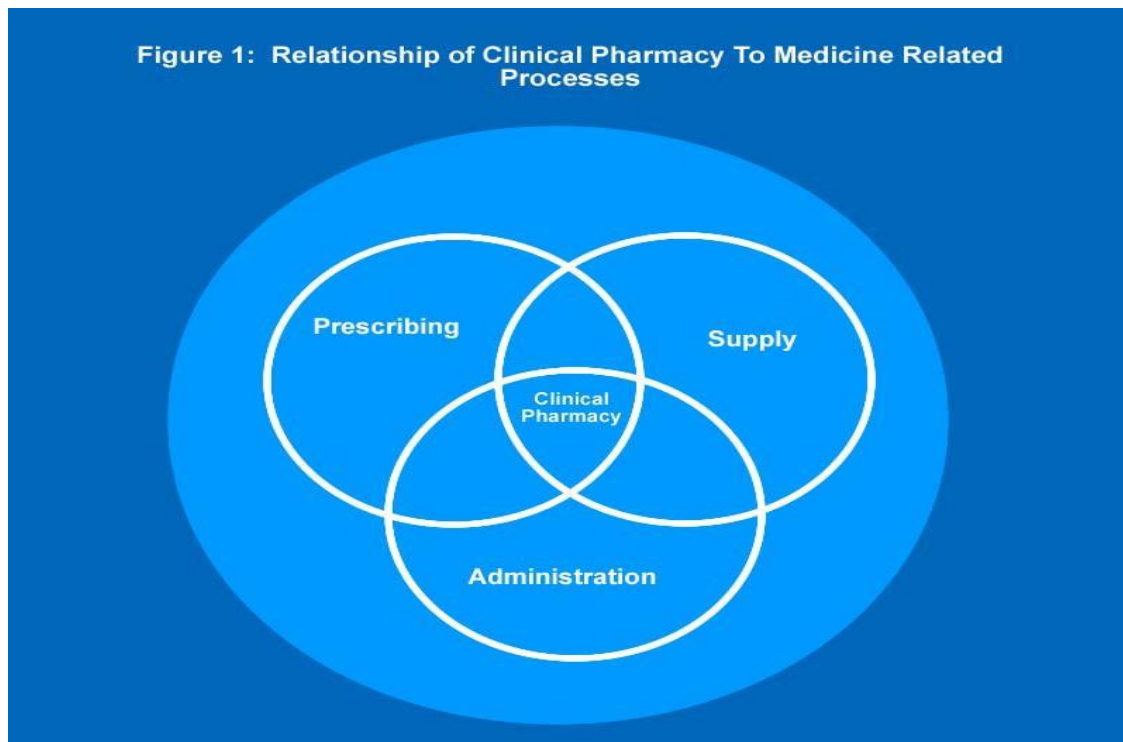 Figure 1:  Relationship of Clinical Pharmacy To Medicine Related
Processes
Prescribing
Supply
Clinical
Pharmacy
Administration